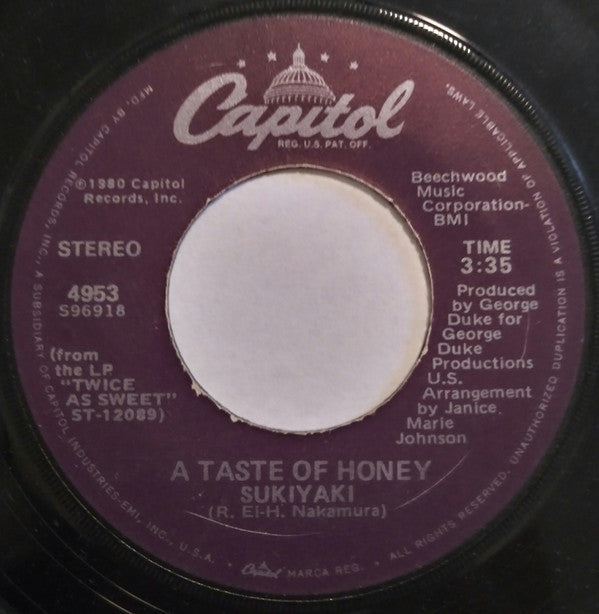 Capitol
REG. U.S. PAT. OFF.
℗1980 Capitol
Records, Inc.
STEREO
4953
S96918
(from
the LP
"TWICE
AS SWEET"
ST-12089)
Beechwood
Music
Corporation-
BMI
TIME
3:35
Produced
by George
Duke for
George
Duke
Productions
U.S.
Arrangement
by Janice
Marie
Johnson
A TASTE OF HONEY
SUKIYAKI
(R. Ei-H. Nakamura)
MFD. BY CAPITOL RECORDS, INC., A SUBSIDIARY OF CAPITOL INDUSTRIES-EMI, INC., U.S.A. • Capitol MARCA REG. • ALL RIGHTS RESERVED. UNAUTHORIZED DUPLICATION IS A VIOLATION OF APPLICABLE LAWS.